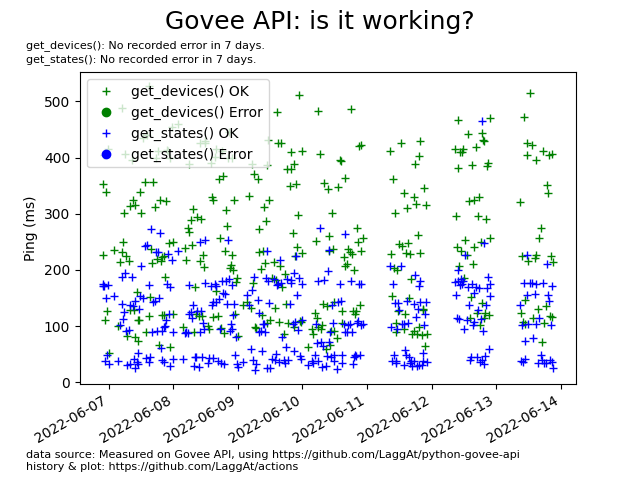 Govee API: is it working?
get_devices(): No recorded error in 7 days.
get_states(): No recorded error in 7 days.
get_devices() OK
get_devices() Error
get_states() OK
get_states() Error
Ping (ms)
500
400
300
200
100
0
2022-06-07
2022-06-08
2022-06-09
2022-06-10
2022-06-11
2022-06-12
2022-06-13
2022-06-14
data source: Measured on Govee API, using https://github.com/LaggAt/python-govee-api
history & plot: https://github.com/LaggAt/actions